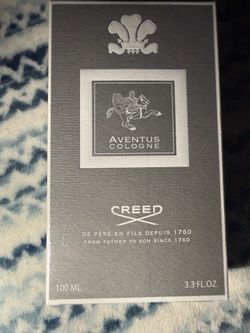 AVENTUS
COLOGNE
CREED
DE PÈRE EN FILS DEPUIS 1760
FROM FATHER TO SON SINCE 1760
100 ML 3.3 FL.OZ.